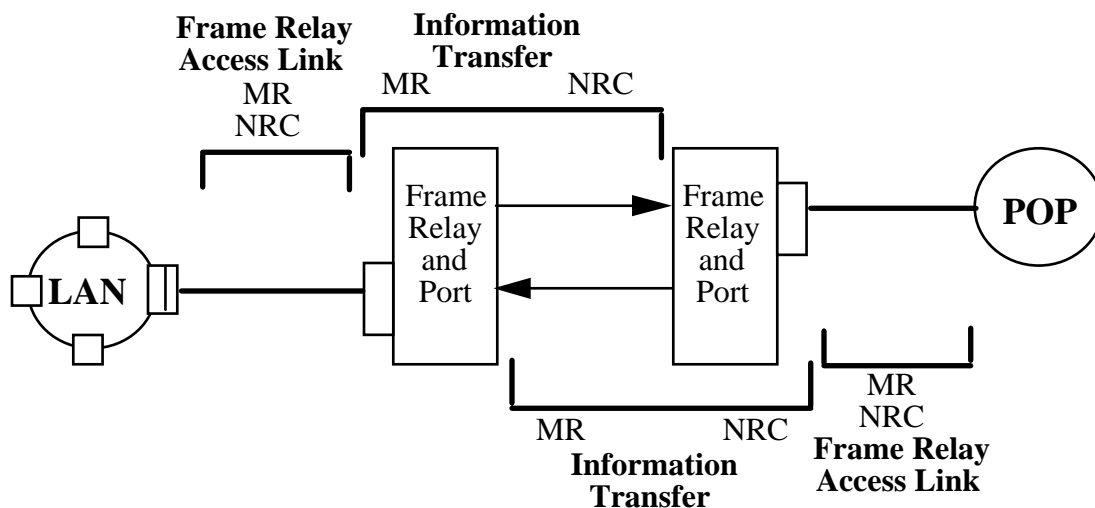 Frame Relay
Access Link
MR
NRC
Information
Transfer
MR NRC
Frame
Relay
and
Port
Frame
Relay
and
Port
LAN
POP
MR NRC
Information
Transfer
MR
NRC
Frame Relay
Access Link